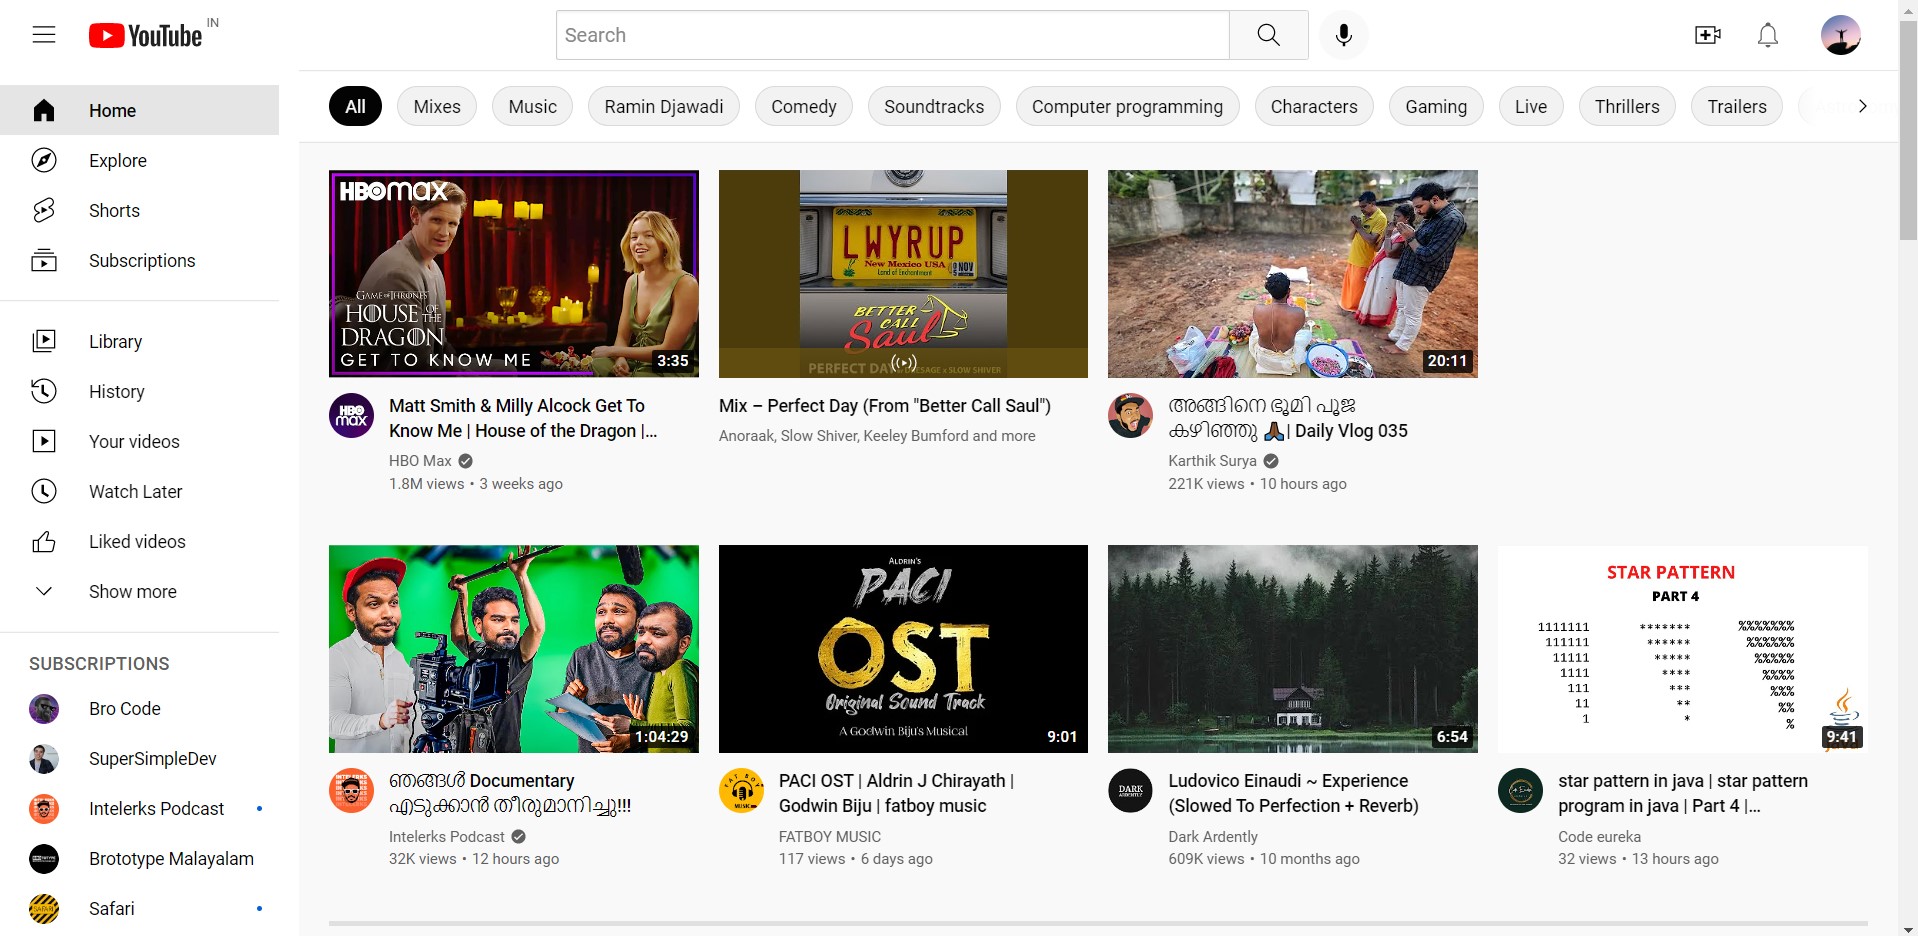 YouTube IN
Search
Home
Explore
Shorts
Subscriptions
Library
History
Your videos
Watch Later
Liked videos
Show more
SUBSCRIPTIONS
Bro Code
SuperSimpleDev
Intelerks Podcast
Brototype Malayalam
Safari
All
Mixes
Music
Ramin Djawadi
Comedy
Soundtracks
Computer programming
Characters
Gaming
Live
Thrillers
Trailers
HBOmax
GAME OF THRONES
HOUSE OF THE
DRAGON
GET TO KNOW ME
3:35
HBO
max
Matt Smith & Milly Alcock Get To
Know Me | House of the Dragon |...
HBO Max
1.8M views • 3 weeks ago
LWYRUP
New Mexico USA
Land of Enchantment
NOV
BETTER
CALL
Saul
PERFECT DAY
x SLOW SHIVER
Mix – Perfect Day (From "Better Call Saul")
Anoraak, Slow Shiver, Keeley Bumford and more
20:11
അങ്ങിനെ ഭൂമി പൂജ
കഴിഞ്ഞു 🙏🏾| Daily Vlog 035
Karthik Surya
221K views • 10 hours ago
1:04:29
ഞങ്ങൾ Documentary
എടുക്കാൻ തീരുമാനിച്ചു!!!
Intelerks Podcast
32K views • 12 hours ago
ALDRIN'S
PACI
OST
Original Sound Track
A Godwin Biju's Musical
9:01
FAT BOY
MUSIC
PACI OST | Aldrin J Chirayath |
Godwin Biju | fatboy music
FATBOY MUSIC
117 views • 6 days ago
6:54
DARK
ARDENTLY
Ludovico Einaudi ~ Experience
(Slowed To Perfection + Reverb)
Dark Ardently
609K views • 10 months ago
STAR PATTERN
PART 4
1111111 ******* %%%%%%%
111111 ****** %%%%%%
11111 ***** %%%%%
1111 **** %%%%
111 *** %%%
11 ** %%
1 * %
9:41
star pattern in java | star pattern
program in java | Part 4 |...
Code eureka
32 views • 13 hours ago